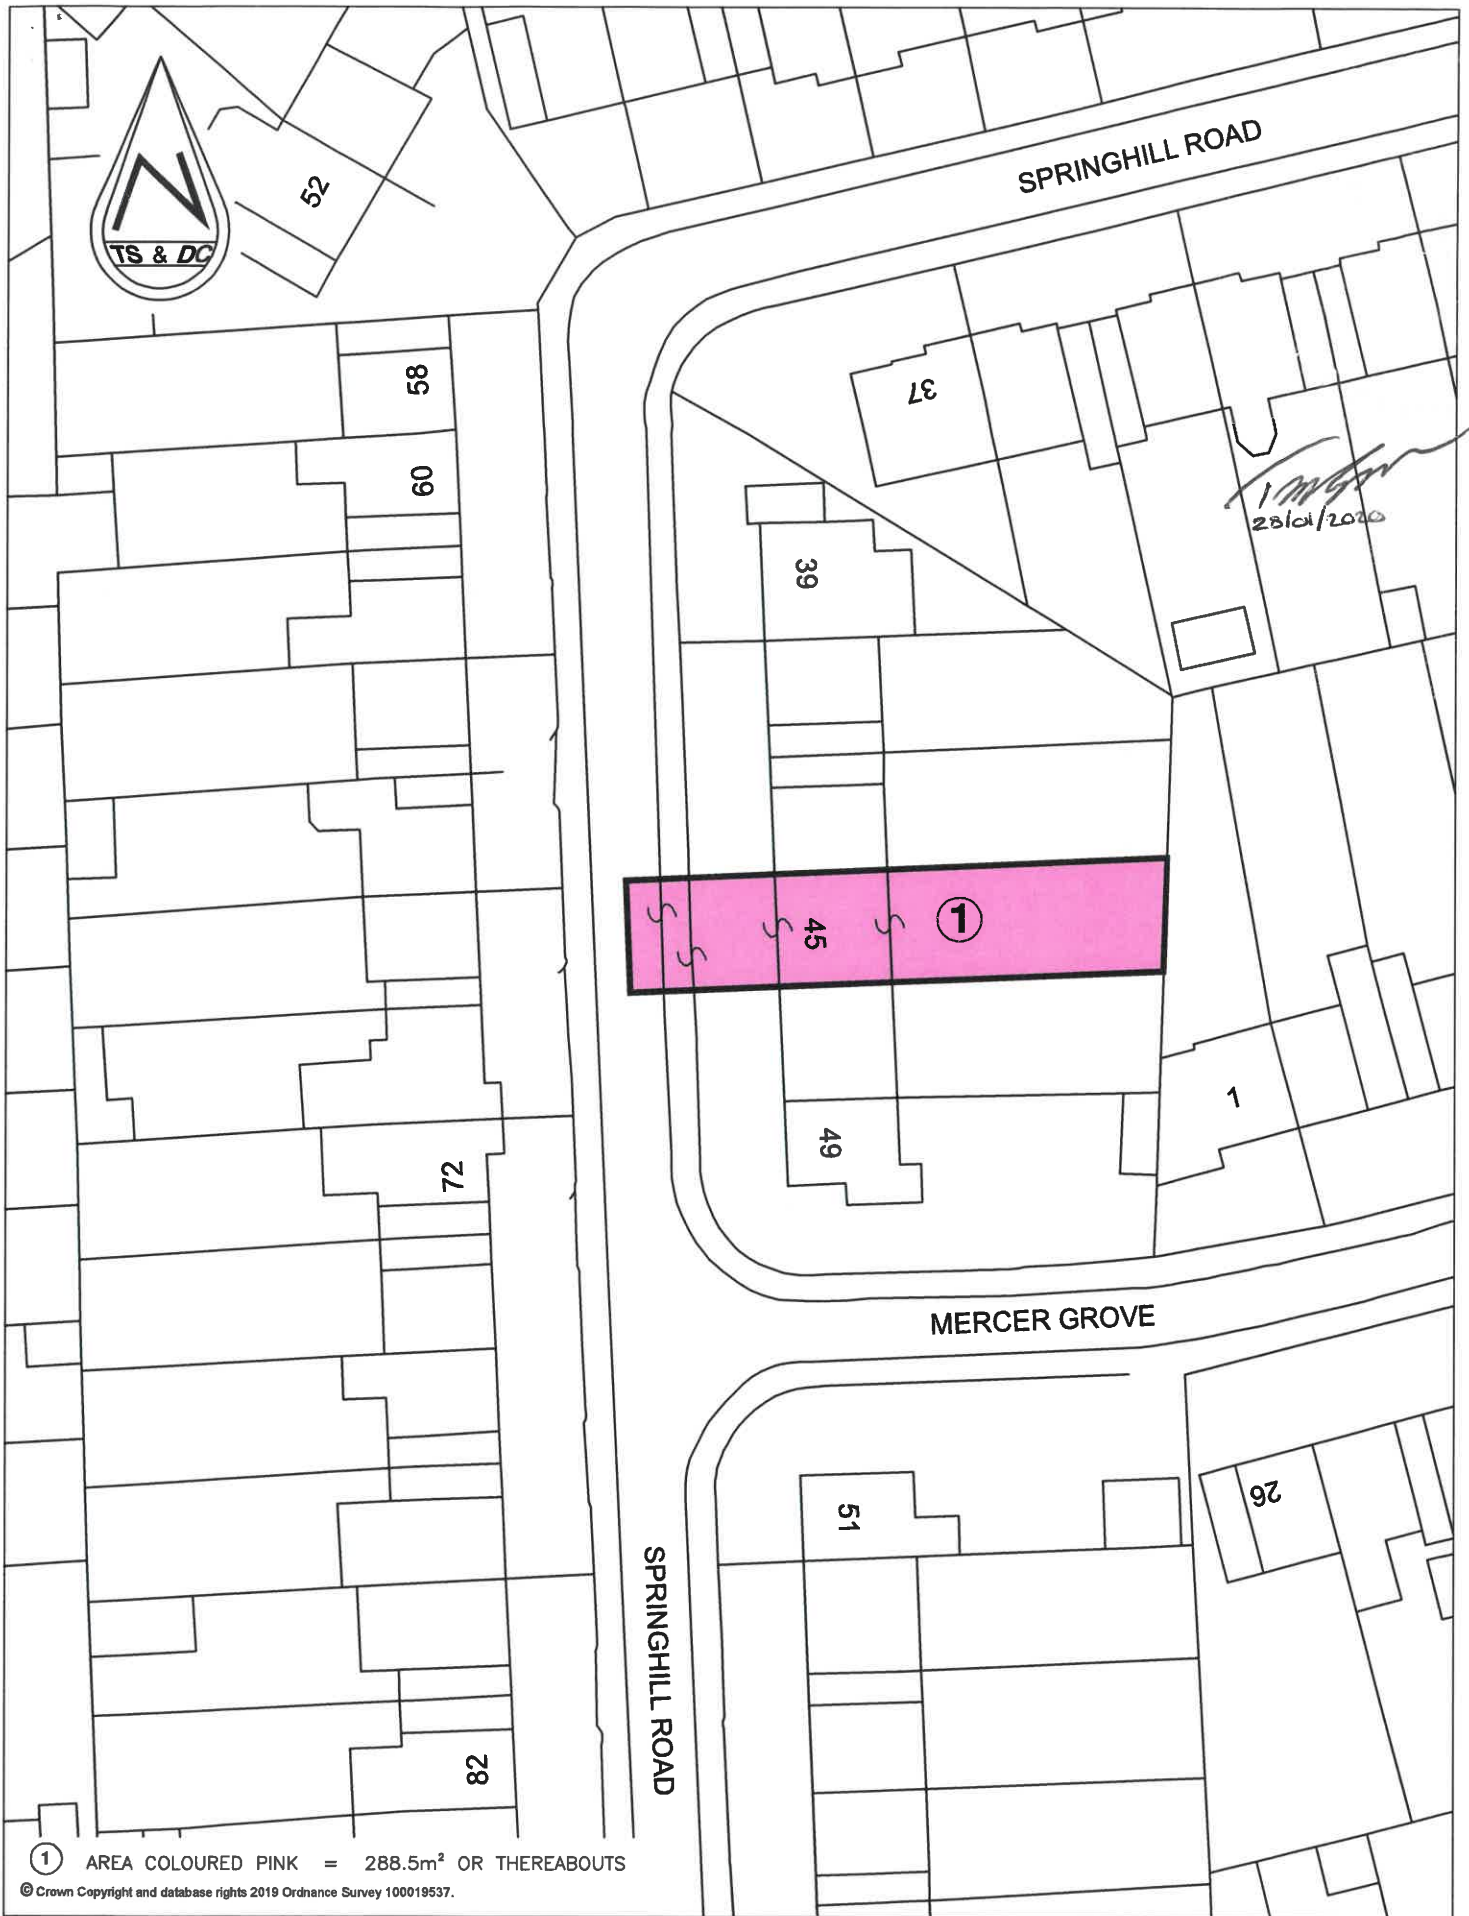 SPRINGHILL ROAD
52
TS & DC
58
37
60
28/01/2020
39
45
1
1
49
72
MERCER GROVE
26
51
SPRINGHILL ROAD
82
1 AREA COLOURED PINK = 288.5m² OR THEREABOUTS
© Crown Copyright and database rights 2019 Ordnance Survey 100019537.